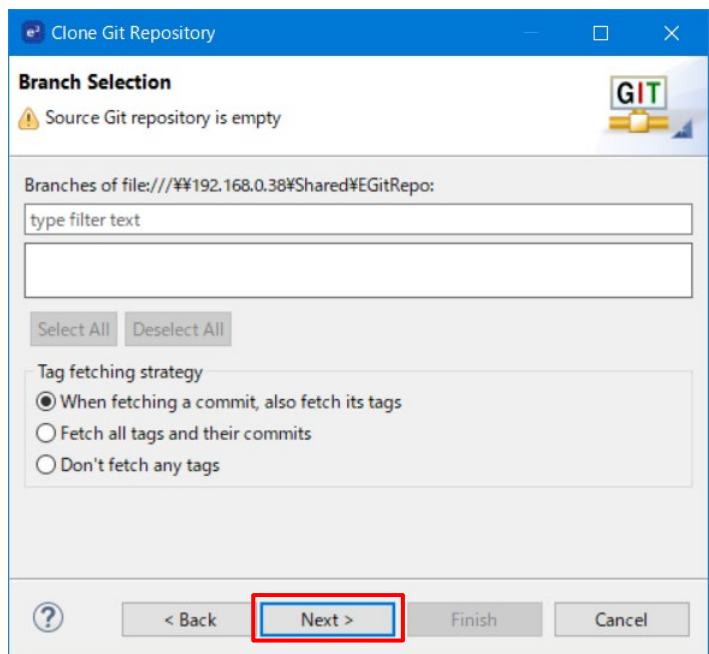 e² Clone Git Repository
Branch Selection
GIT
Source Git repository is empty
Branches of file:///¥¥192.168.0.38¥Shared¥EGitRepo:
type filter text
Select All Deselect All
Tag fetching strategy
When fetching a commit, also fetch its tags
Fetch all tags and their commits
Don't fetch any tags
? < Back Next > Finish Cancel